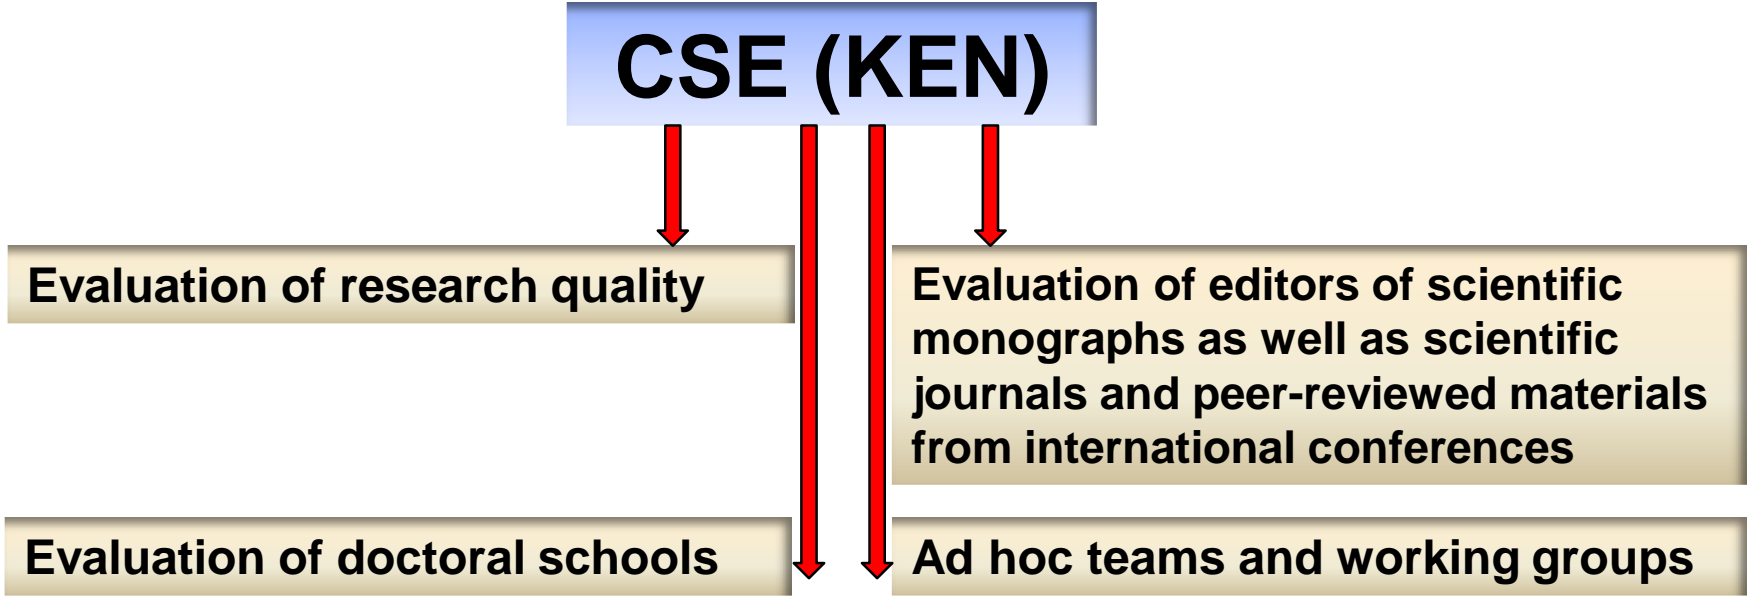 CSE (KEN)
Evaluation of research quality
Evaluation of editors of scientific
monographs as well as scientific
journals and peer-reviewed materials
from international conferences
Evaluation of doctoral schools
Ad hoc teams and working groups